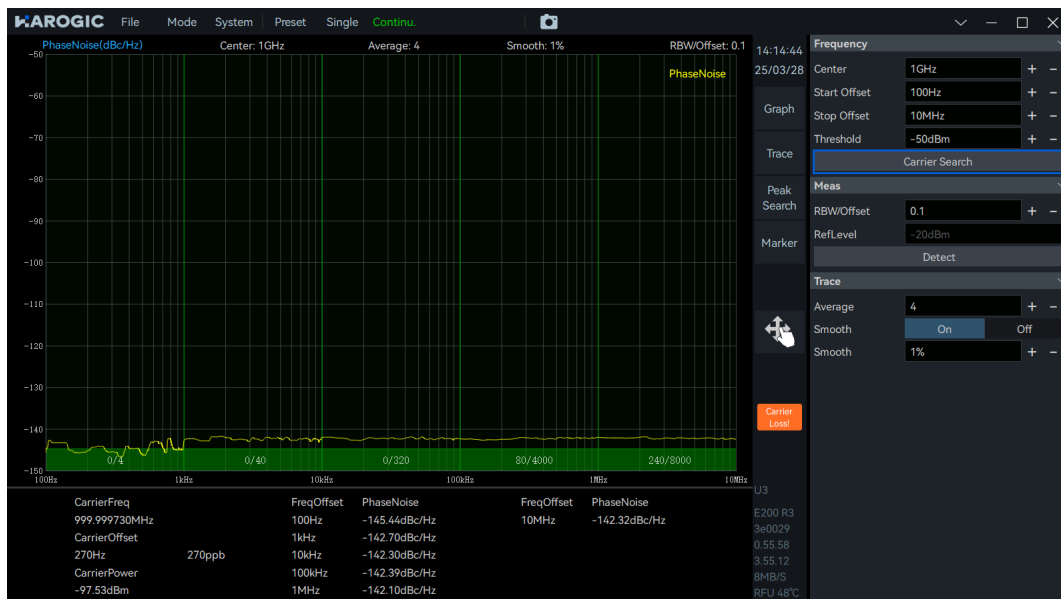 HAROGIC File Mode System Preset Single Continu.
PhaseNoise(dBc/Hz) Center: 1GHz Average: 4 Smooth: 1% RBW/Offset: 0.1
PhaseNoise
-50
-60
-70
-80
-90
-100
-110
-120
-130
-140
-150
0/4 0/40 0/320 80/4000 240/8000
100Hz 1kHz 10kHz 100kHz 1MHz 10MHz
CarrierFreq FreqOffset PhaseNoise FreqOffset PhaseNoise
999.999730MHz 100Hz -145.44dBc/Hz 10MHz -142.32dBc/Hz
CarrierOffset 1kHz -142.70dBc/Hz
270Hz 270ppb 10kHz -142.30dBc/Hz
CarrierPower 100kHz -142.39dBc/Hz
-97.53dBm 1MHz -142.10dBc/Hz
14:14:44
25/03/28
Graph
Trace
Peak
Search
Marker
Carrier
Loss!
U3
E200 R3
3e0029
0.55.58
3.55.12
8MB/S
RFU 48°C
Frequency
Center 1GHz + -
Start Offset 100Hz + -
Stop Offset 10MHz + -
Threshold -50dBm + -
Carrier Search
Meas
RBW/Offset 0.1 + -
RefLevel -20dBm
Detect
Trace
Average 4 + -
Smooth On Off
Smooth 1% + -